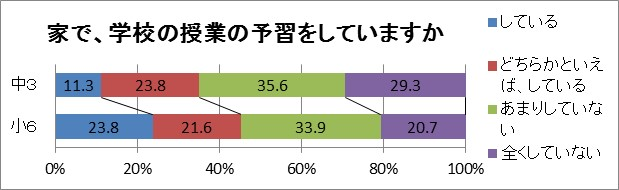 家で、学校の授業の予習をしていますか
中3 11.3 23.8 35.6 29.3
小6 23.8 21.6 33.9 20.7
0% 20% 40% 60% 80% 100%
している
どちらかといえ
ば、している
あまりしていな
い
全くしていない